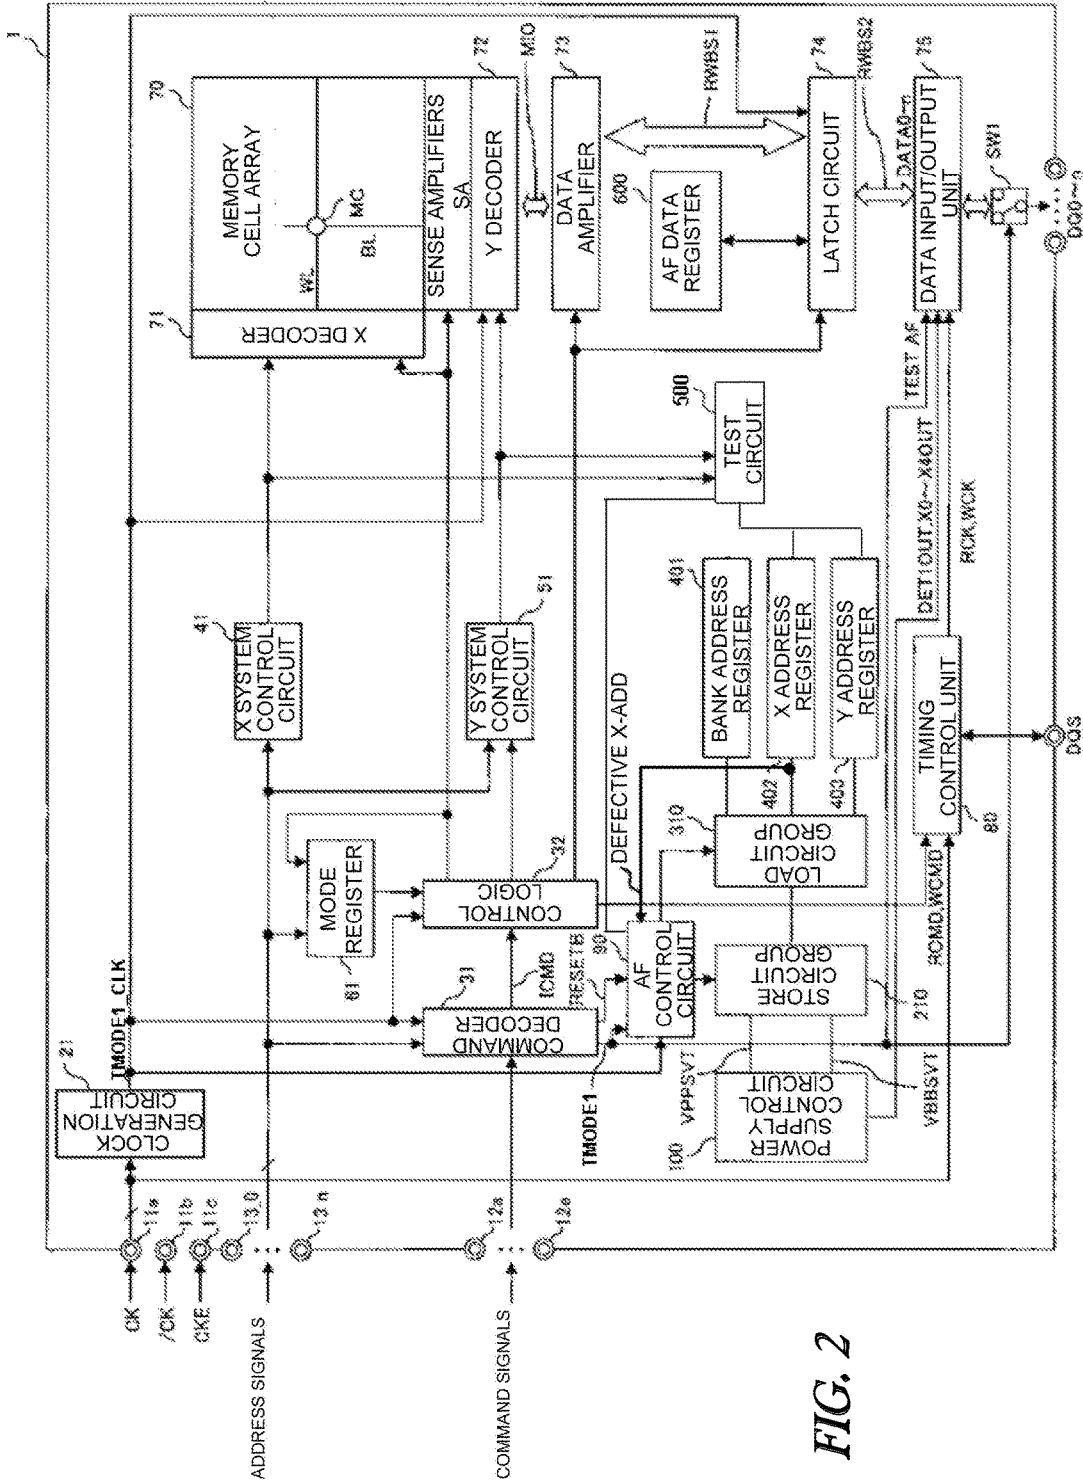 1
CLOCK
GENERATION
CIRCUIT
21
TMODE1 CLK
CK
/CK
CKE
11a
11b
11c
13_0
13_n
ADDRESS SIGNALS
COMMAND SIGNALS
12a
12e
MODE
REGISTER
61
X SYSTEM
CONTROL
CIRCUIT
41
Y SYSTEM
CONTROL
CIRCUIT
51
X DECODER
71
MEMORY
CELL ARRAY
70
WL
MC
BL
SENSE AMPLIFIERS
SA
Y DECODER
72
MIO
DATA
AMPLIFIER
73
COMMAND
DECODER
31
ICMD
CONTROL
LOGIC
32
RESETB
TMODE1
AF
CONTROL
CIRCUIT
90
DEFECTIVE X-ADD
POWER
SUPPLY
CONTROL
CIRCUIT
100
VPPSVT
VBBSVT
STORE
CIRCUIT
GROUP
210
LOAD
CIRCUIT
GROUP
310
BANK ADDRESS
REGISTER
401
X ADDRESS
REGISTER
402
Y ADDRESS
REGISTER
403
TEST
CIRCUIT
500
AF DATA
REGISTER
600
RWBS1
LATCH CIRCUIT
74
RWBS2
DATA0~n
DATA INPUT/OUTPUT
UNIT
75
SW1
DQ0~n
TEST AF
DET1OUT,X0~X4OUT
RCK,WCK
RCMD,WCMD
TIMING
CONTROL UNIT
80
DQS
FIG. 2